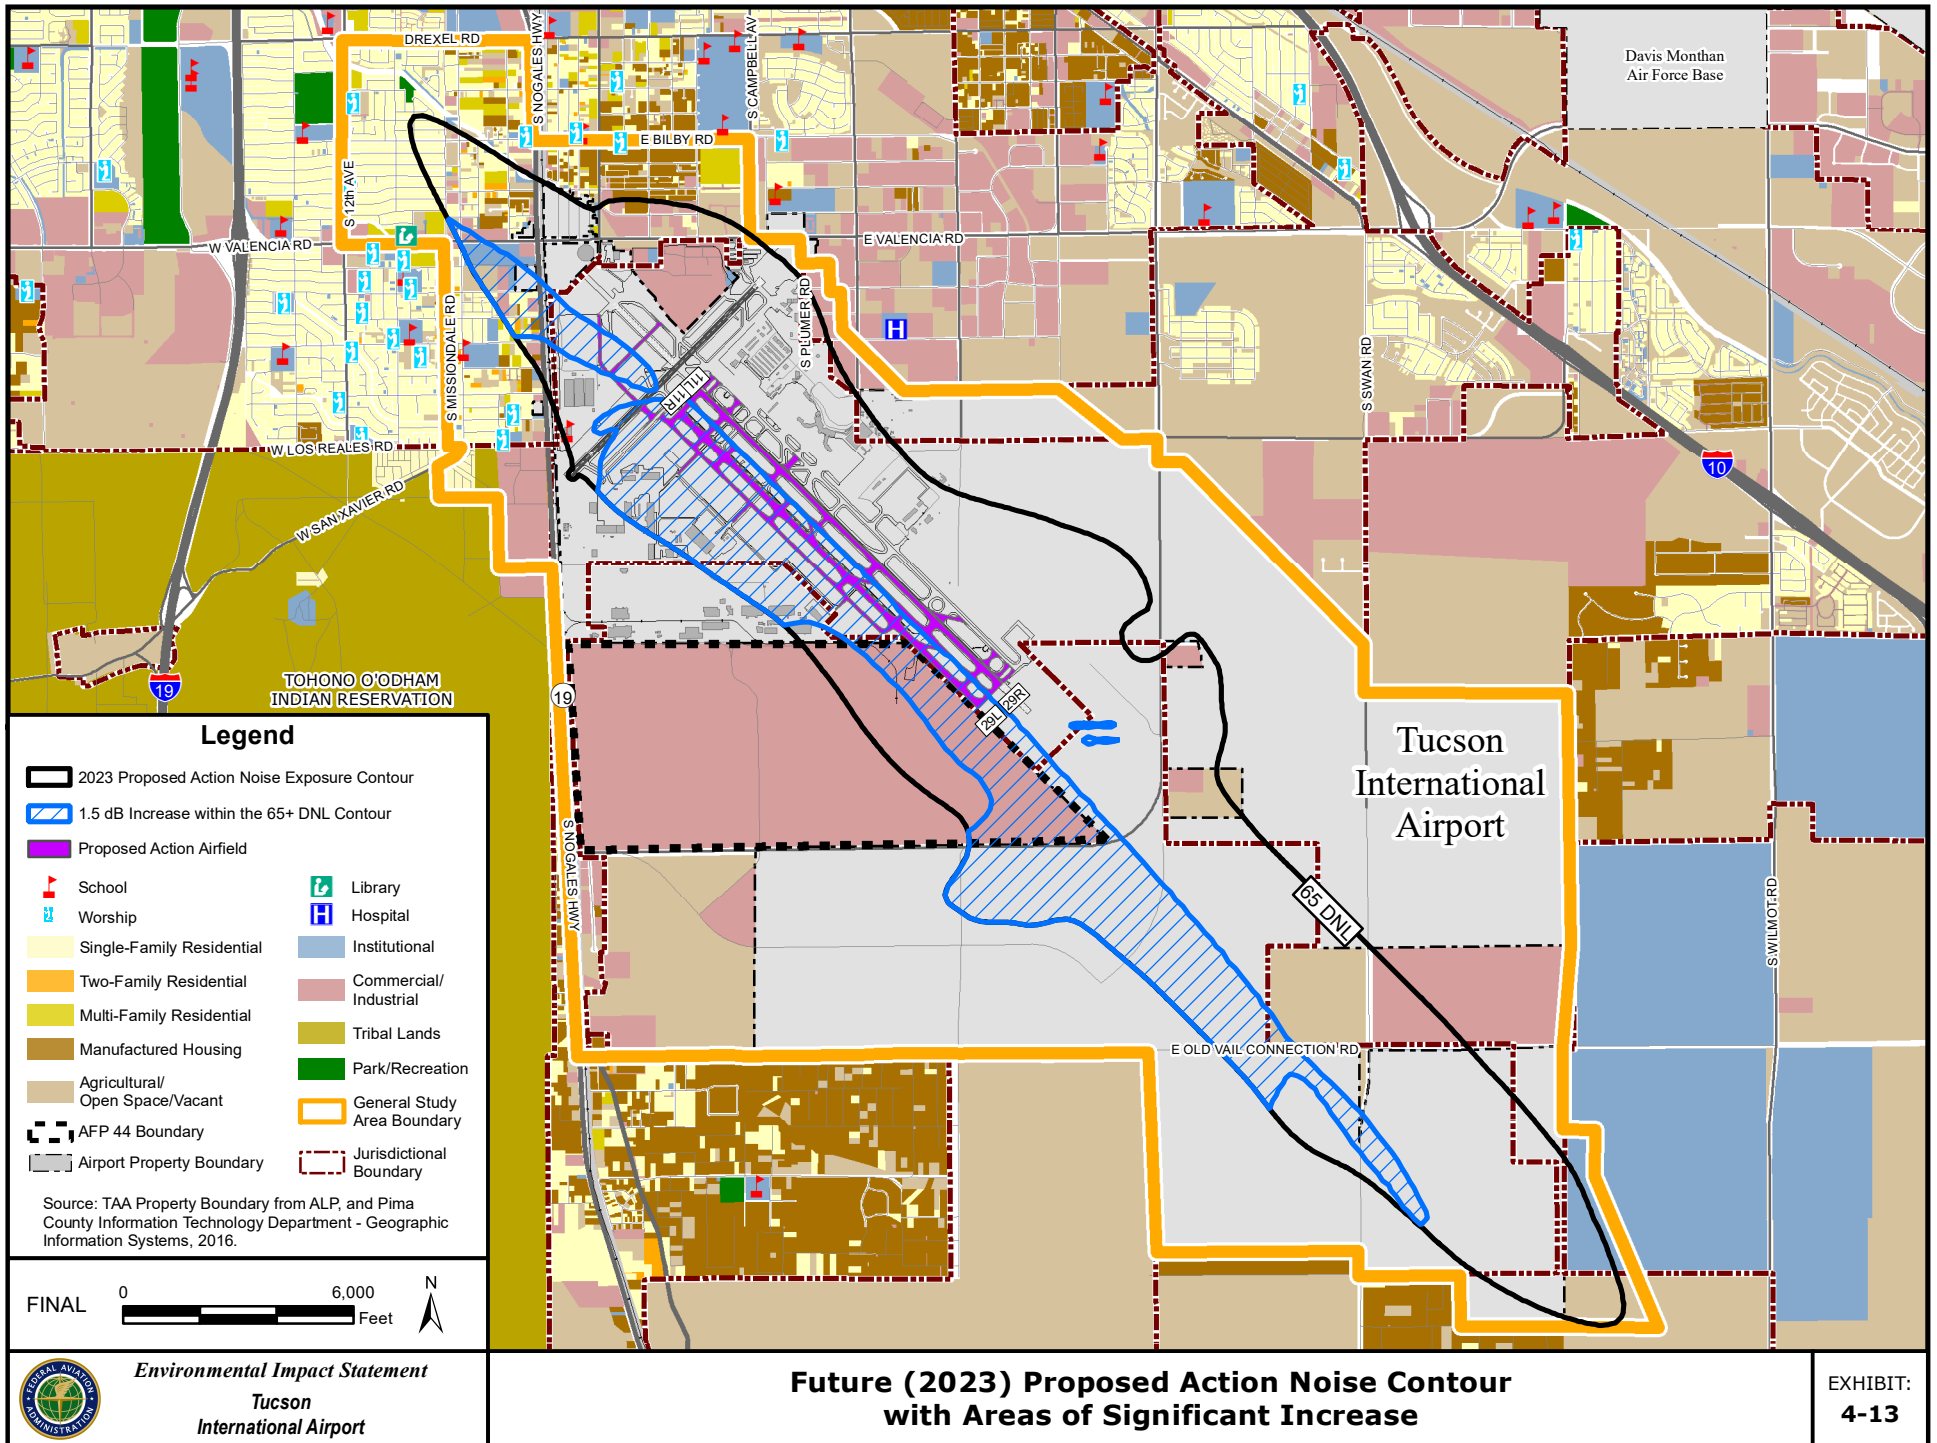 DREXEL RD
S NOGALES HWY
S CAMPBELL AV
Davis Monthan
Air Force Base
E BILBY RD
S 12th AVE
W VALENCIA RD
E VALENCIA RD
S MISSIONDALE RD
S PLUMER RD
S SWAN RD
11L
11R
W LOS REALES RD
10
W SAN XAVIER RD
TOHONO O'ODHAM
INDIAN RESERVATION
19
19
29L
29R
Tucson
International
Airport
S NOGALES HWY
65 DNL
S WILMOT RD
E OLD VAIL CONNECTION RD
Legend
2023 Proposed Action Noise Exposure Contour
1.5 dB Increase within the 65+ DNL Contour
Proposed Action Airfield
School
Worship
Single-Family Residential
Two-Family Residential
Multi-Family Residential
Manufactured Housing
Agricultural/
Open Space/Vacant
AFP 44 Boundary
Airport Property Boundary
Library
H
Hospital
Institutional
Commercial/
Industrial
Tribal Lands
Park/Recreation
General Study
Area Boundary
Jurisdictional
Boundary
H
Source: TAA Property Boundary from ALP, and Pima
County Information Technology Department - Geographic
Information Systems, 2016.
FINAL
0 6,000
Feet
N
FEDERAL AVIATION
ADMINISTRATION
Environmental Impact Statement
Tucson
International Airport
Future (2023) Proposed Action Noise Contour
with Areas of Significant Increase
EXHIBIT:
4-13